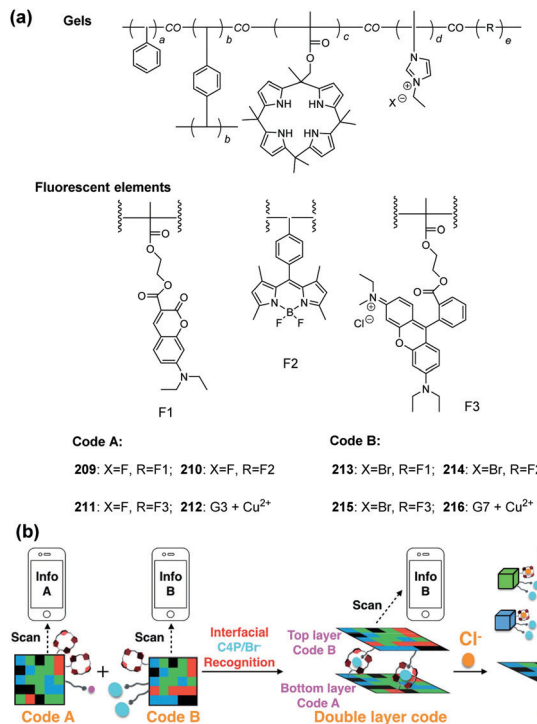 (a) Gels
CO CO CO CO
a b c d (R) e
b
O
O
X⊖
N
N
⊕
NH HN
NH HN
Fluorescent elements
O O O
O O
O O
O N N O
O O B N
F F ⊕
Cl⊖
O
N N
F1 F2 F3
Code A: Code B:
209: X=F, R=F1; 210: X=F, R=F2 213: X=Br, R=F1; 214: X=Br, R=F2
211: X=F, R=F3; 212: G3 + Cu2+ 215: X=Br, R=F3; 216: G7 + Cu2+
(b)
Info A Info B Info B
Scan Scan Scan
Interfacial
C4P/Br-
Recognition
Top layer
Code B
Cl-
Bottom layer
Code A
+
Code A Code B Double layer code